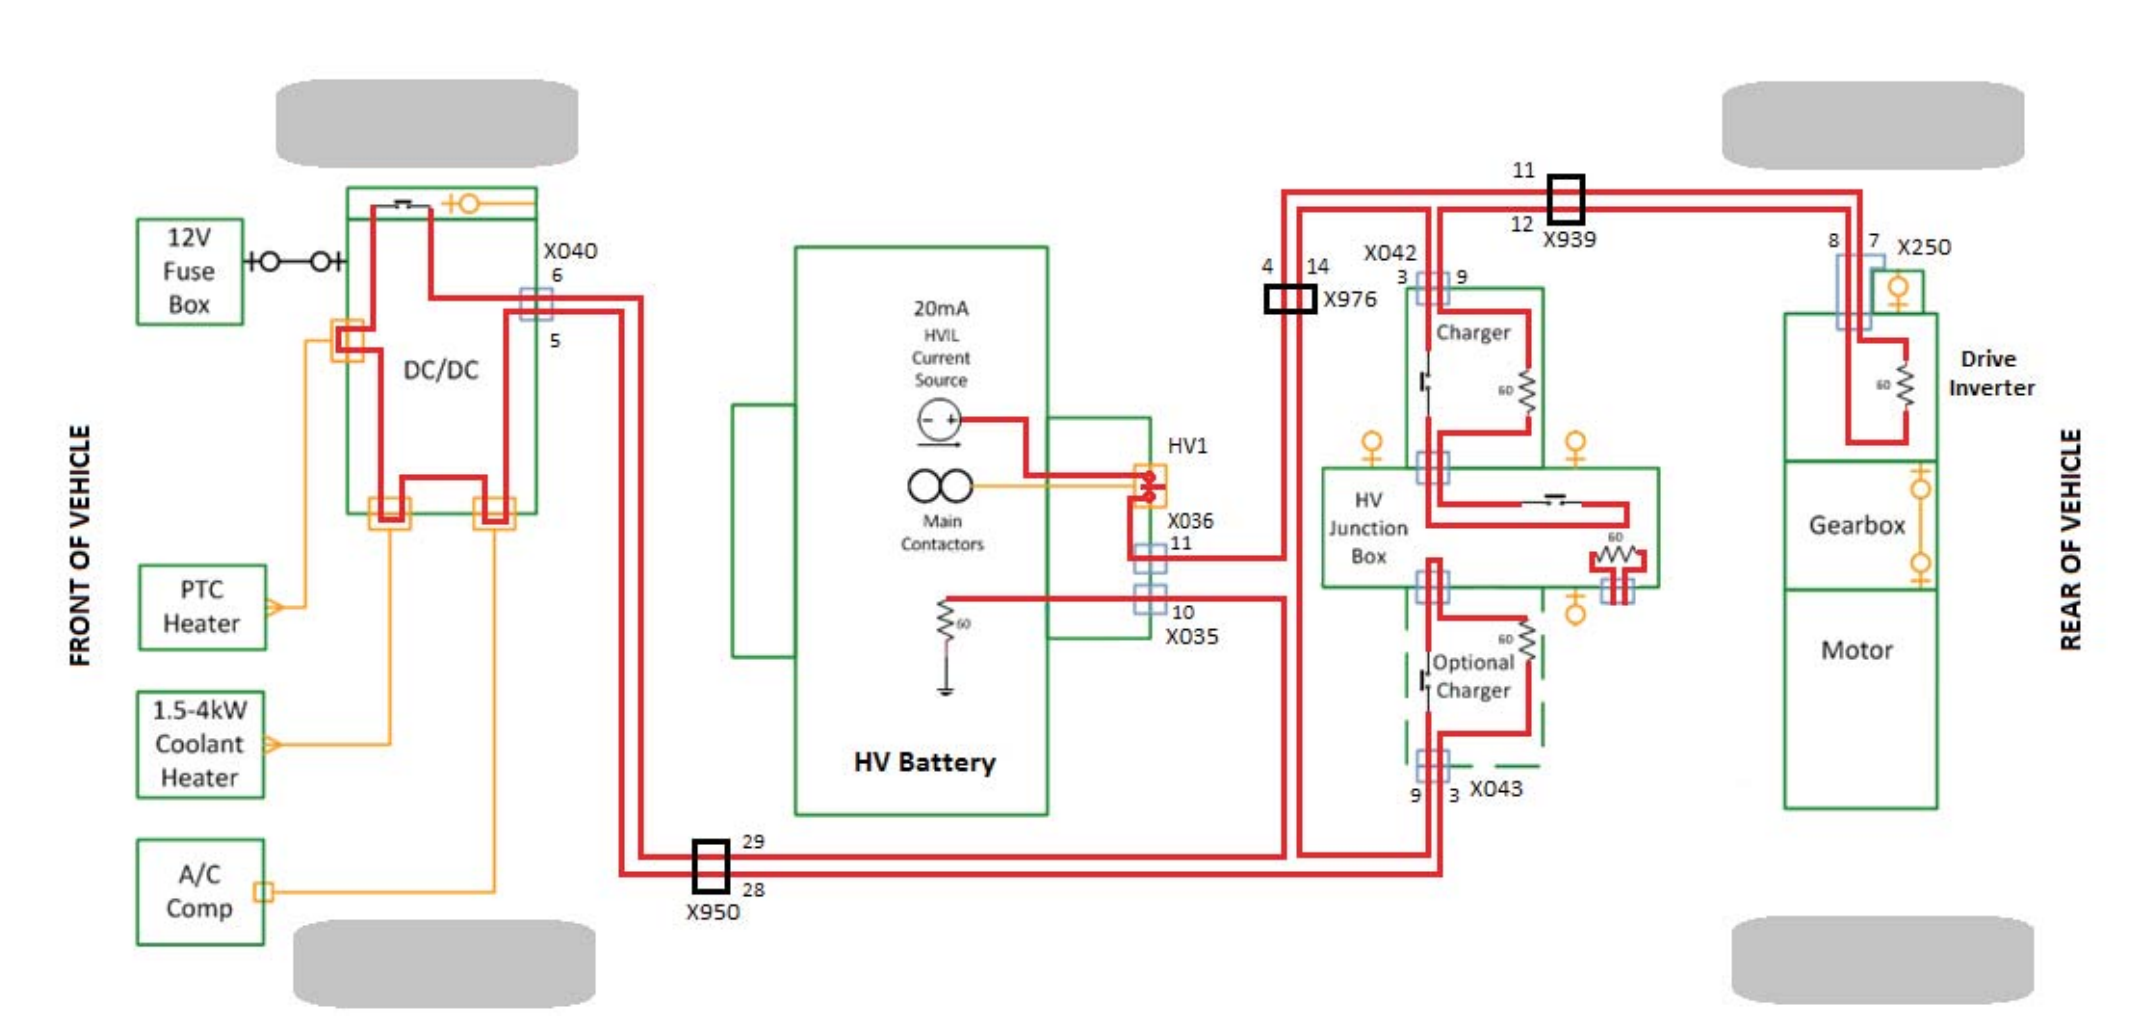 FRONT OF VEHICLE
12V
Fuse
Box
PTC
Heater
1.5-4kW
Coolant
Heater
A/C
Comp
DC/DC
X040
6
5
20mA
HVIL
Current
Source
- +
Main
Contactors
60
HV Battery
HV1
X036
11
10
X035
29
28
X950
4
14
X976
X042
3
9
Charger
60
HV
Junction
Box
60
60
Optional
Charger
9
3
X043
11
12
X939
8
7
X250
60
Drive
Inverter
Gearbox
Motor
REAR OF VEHICLE